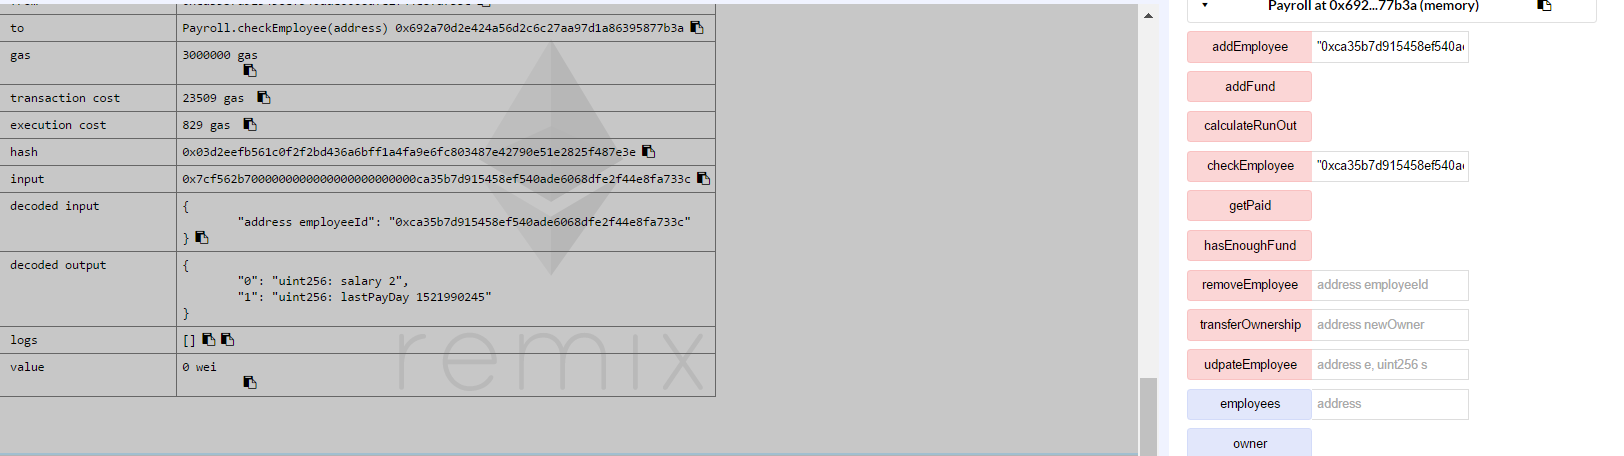 to Payroll.checkEmployee(address) 0x692a70d2e424a56d2c6c27aa97d1a86395877b3a
gas 3000000 gas
transaction cost 23509 gas
execution cost 829 gas
hash 0x03d2eefb561c0f2f2bd436a6bff1a4fa9e6fc803487e42790e51e2825f487e3e
input 0x7cf562b7000000000000000000000000ca35b7d915458ef540ade6068dfe2f44e8fa733c
decoded input {
"address employeeId": "0xca35b7d915458ef540ade6068dfe2f44e8fa733c"
}
decoded output {
"0": "uint256: salary 2",
"1": "uint256: lastPayDay 1521990245"
}
logs []
value 0 wei
remix
Payroll at 0x692...77b3a (memory)
addEmployee "0xca35b7d915458ef540a
addFund
calculateRunOut
checkEmployee "0xca35b7d915458ef540a
getPaid
hasEnoughFund
removeEmployee address employeeId
transferOwnership address newOwner
udpateEmployee address e, uint256 s
employees address
owner